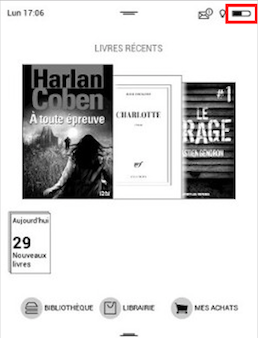 Lun 17:06
LIVRES RÉCENTS
Harlan
Coben
À toute épreuve
CHARLOTTE
nrf
#1
LE
RAGE
Aujourd'hui
29
Nouveaux
livres
BIBLIOTHÈQUE
LIBRAIRIE
MES ACHATS